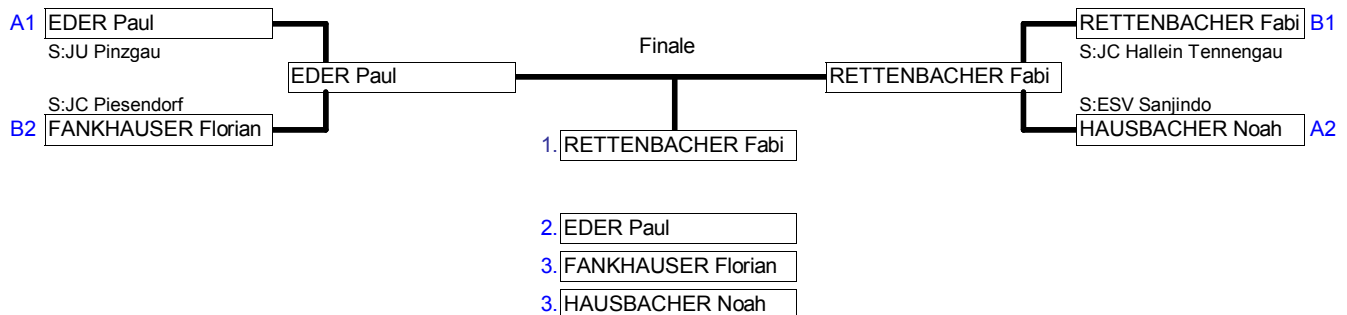 A1 EDER Paul
S:JU Pinzgau
S:JC Piesendorf
B2 FANKHAUSER Florian
EDER Paul
Finale
RETTENBACHER Fabi
RETTENBACHER Fabi B1
S:JC Hallein Tennengau
S:ESV Sanjindo
HAUSBACHER Noah A2
1. RETTENBACHER Fabi
2. EDER Paul
3. FANKHAUSER Florian
3. HAUSBACHER Noah